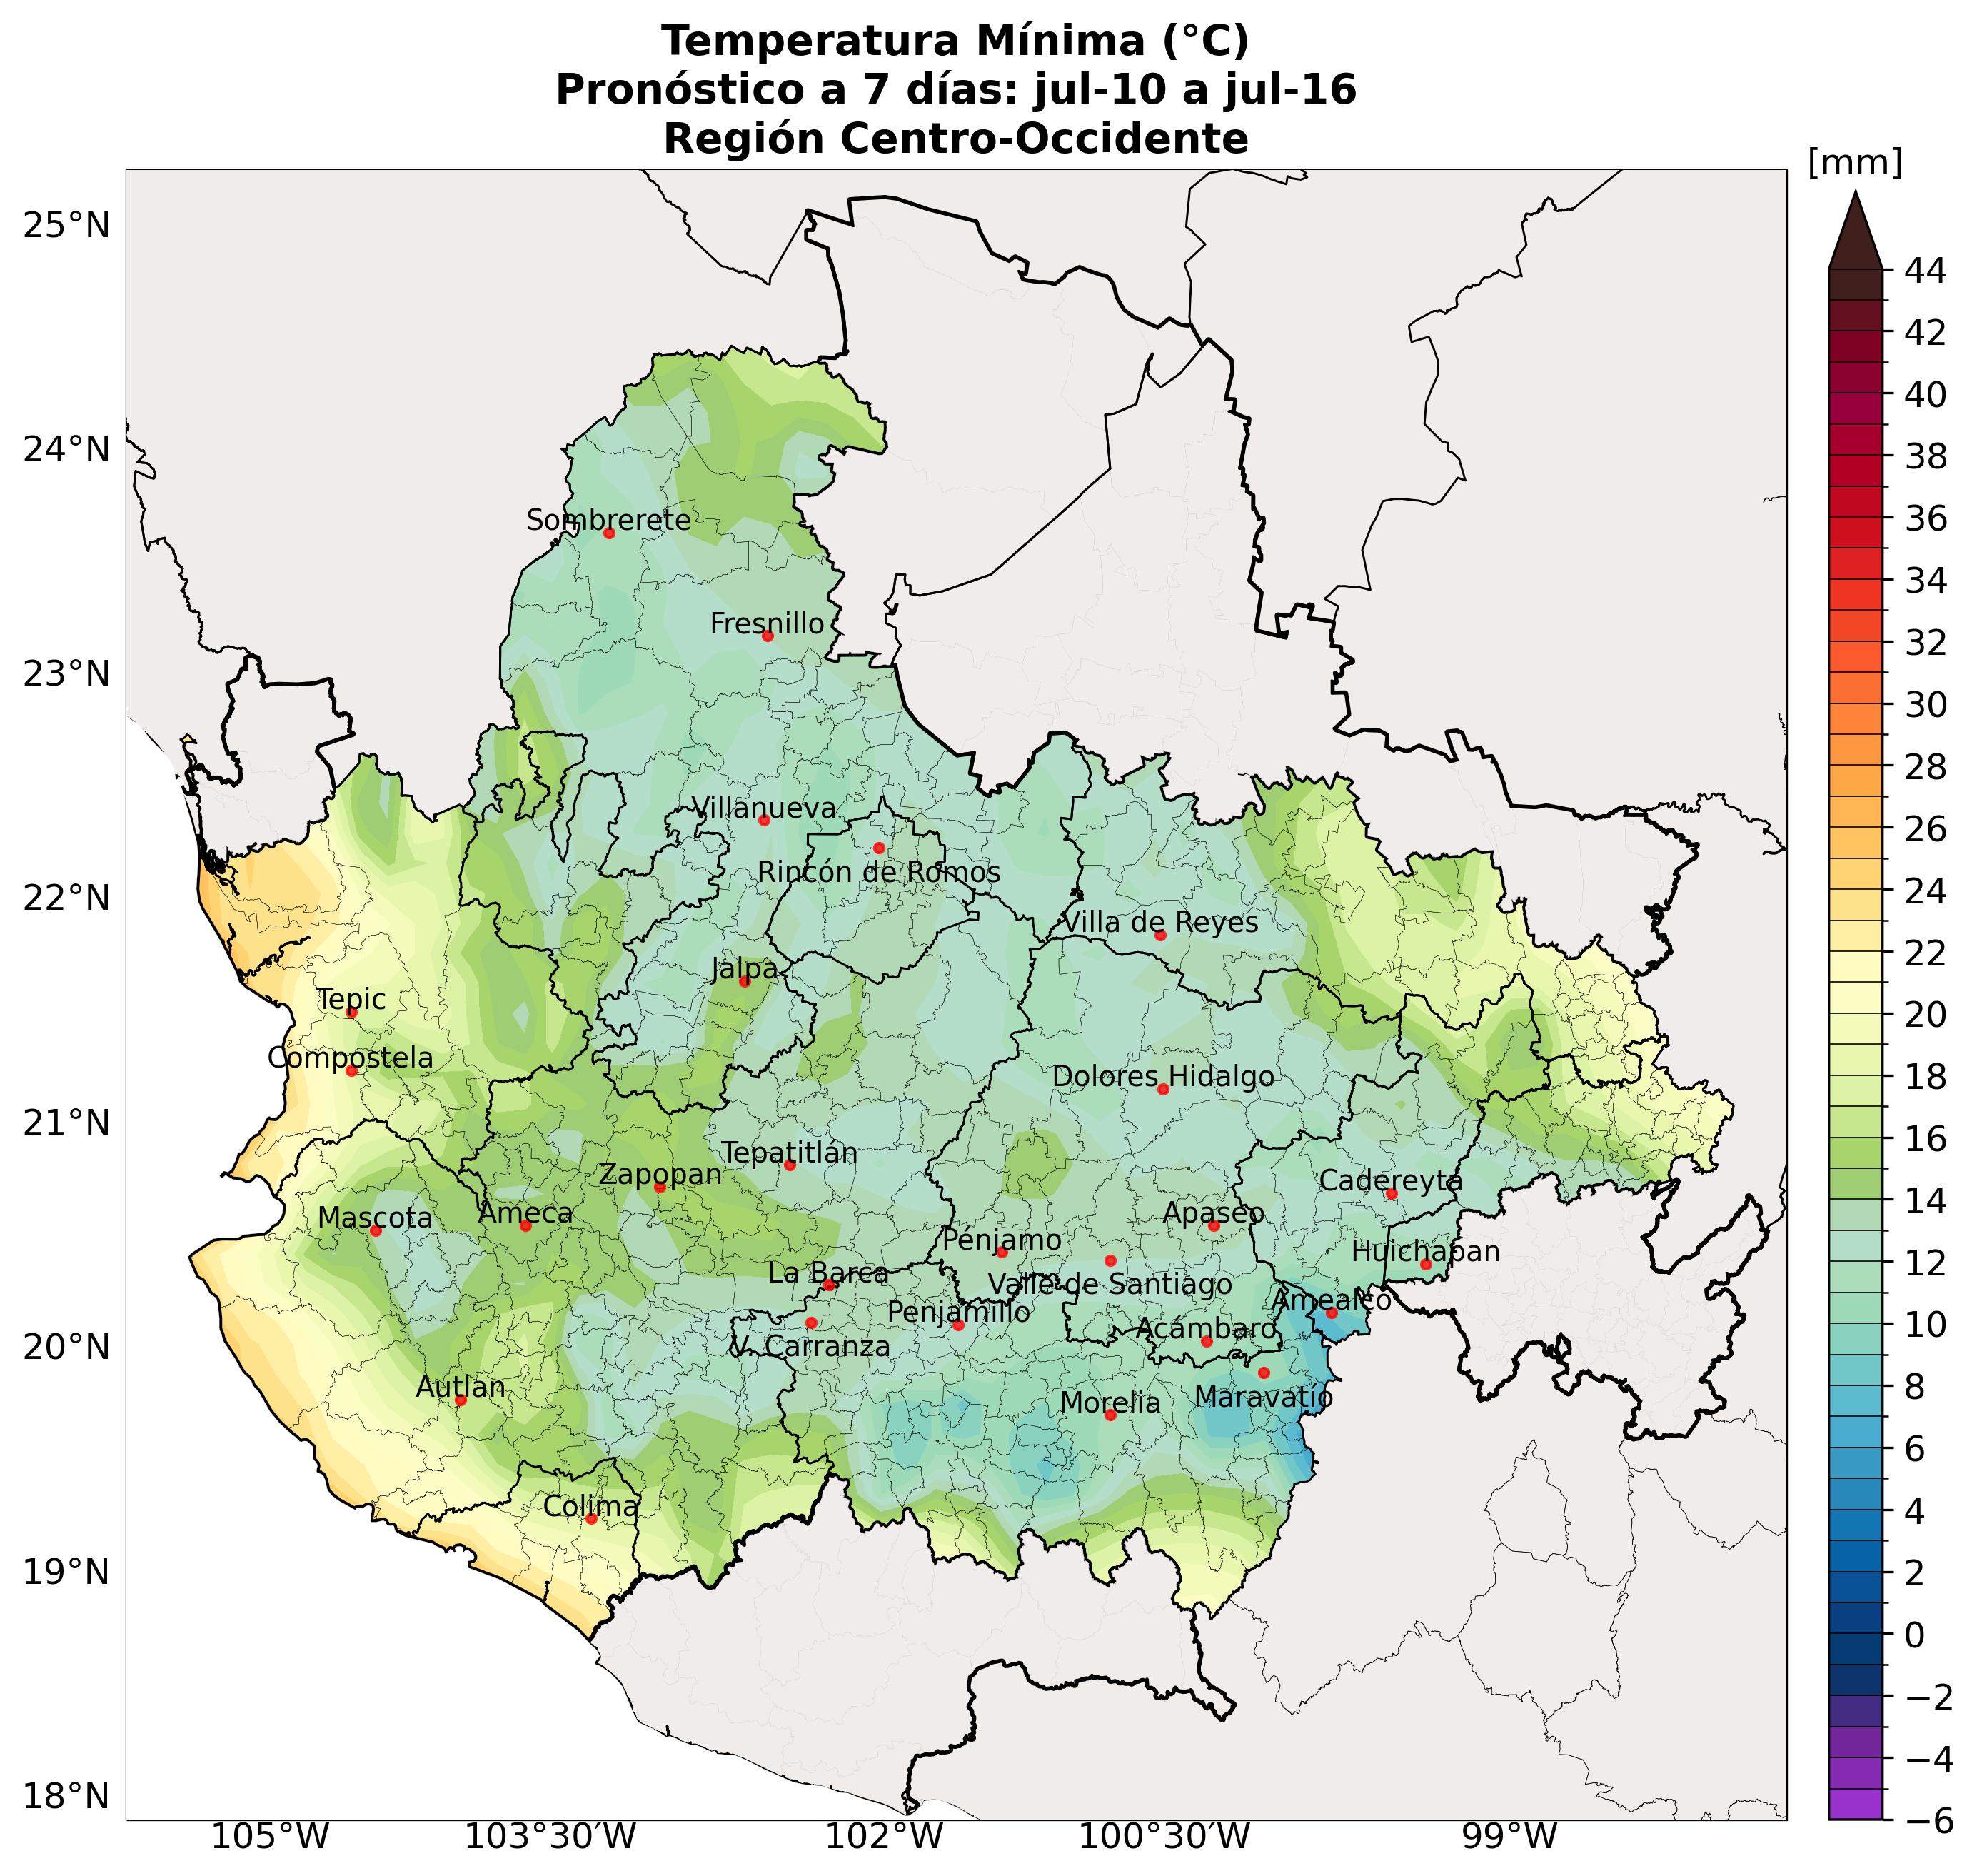 Temperatura Mínima (°C)
Pronóstico a 7 días: jul-10 a jul-16
Región Centro-Occidente
[mm]
25°N
24°N
23°N
22°N
21°N
20°N
19°N
18°N
Sombrerete
Fresnillo
Villanueva
Rincón de Romos
Villa de Reyes
Jalpa
Tepic
Compostela
Dolores Hidalgo
Tepatitlán
Zapopan
Cadereyta
Mascota
Ameca
Apaseo
Pénjamo
Huichapan
La Barca
Valle de Santiago
Amealco
Penjamillo
Acámbaro
V. Carranza
Autlan
Maravatío
Morelia
Colima
105°W
103°30'W
102°W
100°30'W
99°W
44
42
40
38
36
34
32
30
28
26
24
22
20
18
16
14
12
10
8
6
4
2
0
−2
−4
−6